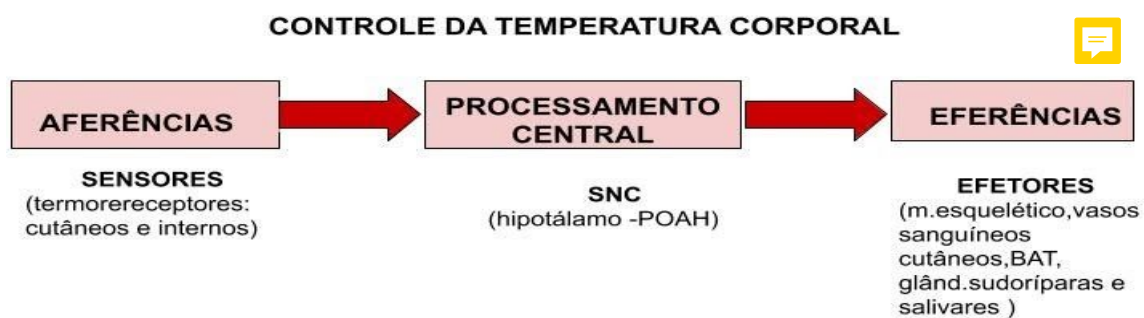 CONTROLE DA TEMPERATURA CORPORAL
AFERÊNCIAS
PROCESSAMENTO
CENTRAL
EFERÊNCIAS
SENSORES
(termorereceptores:
cutâneos e internos)
SNC
(hipotálamo -POAH)
EFETORES
(m.esquelético,vasos
sanguíneos
cutâneos,BAT,
glând.sudoríparas e
salivares )